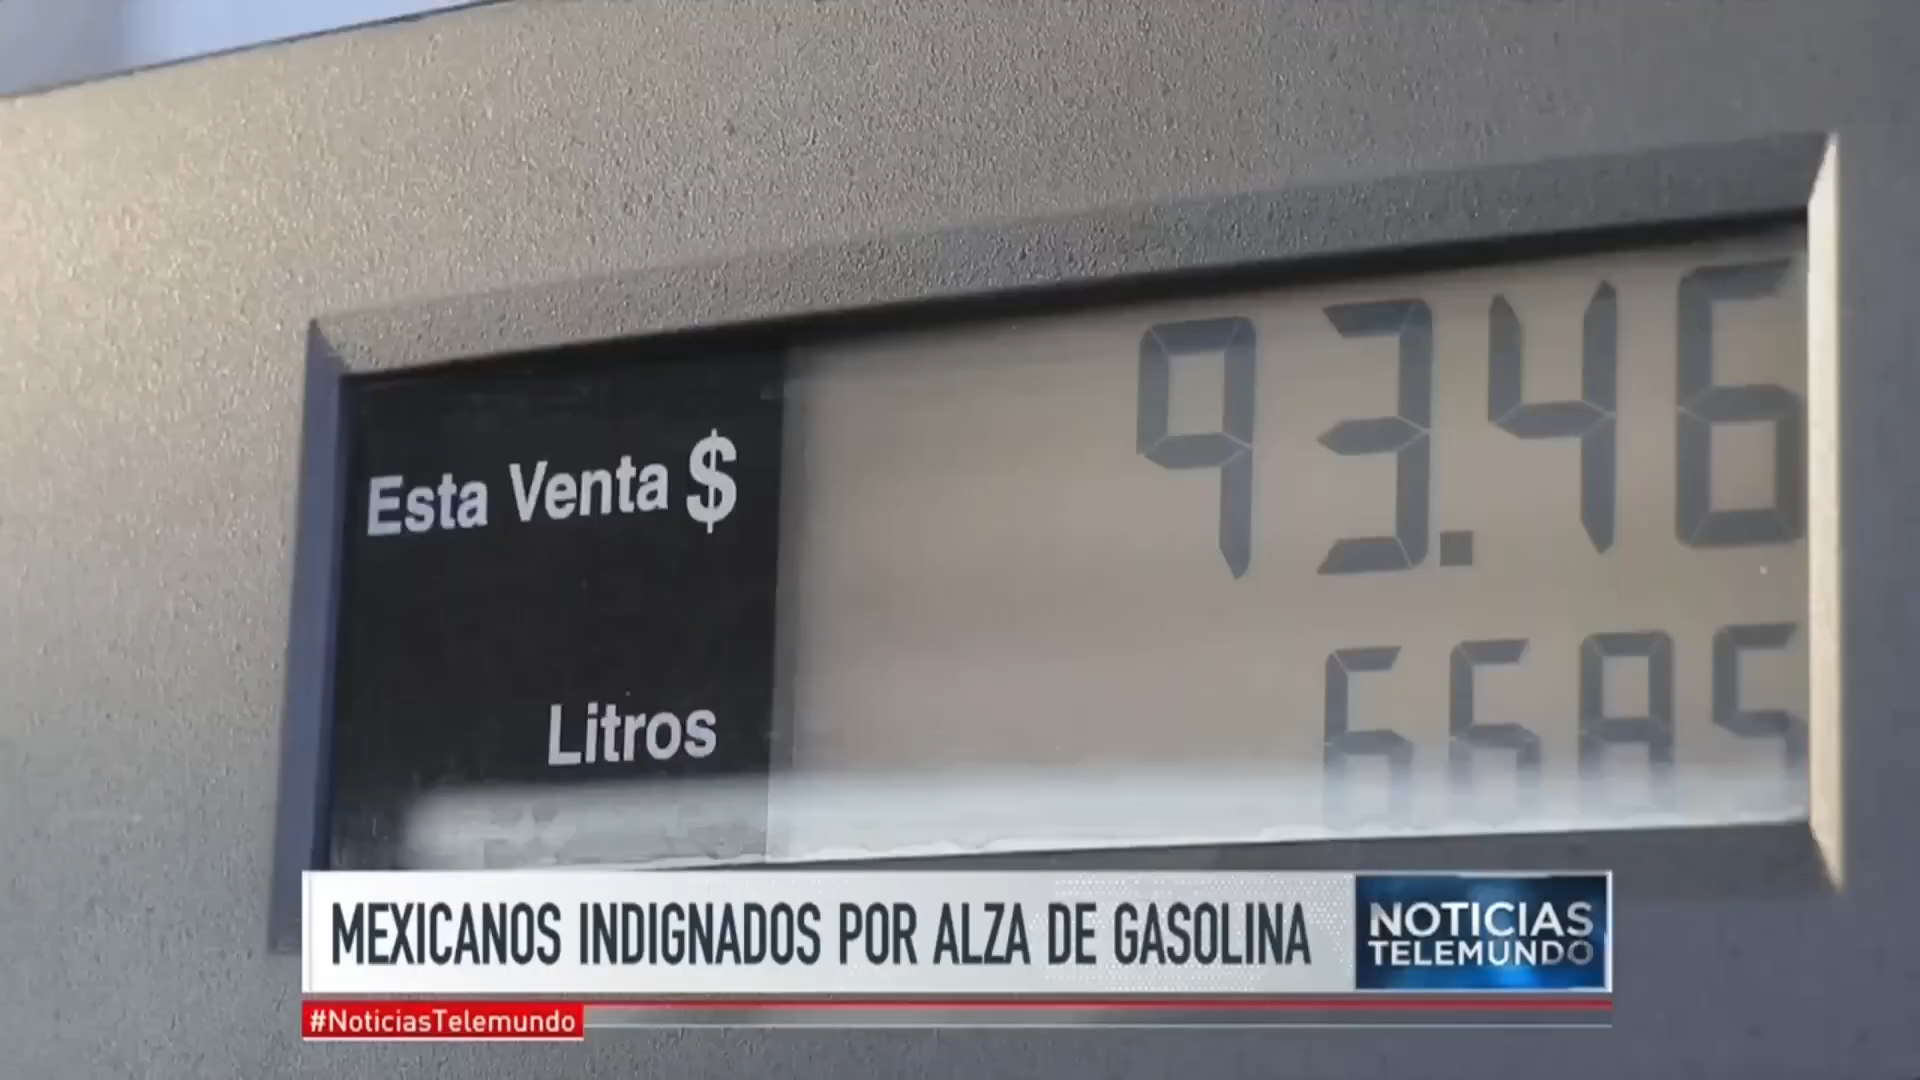 Esta Venta $ 93.46
Litros
MEXICANOS INDIGNADOS POR ALZA DE GASOLINA
NOTICIAS
TELEMUNDO
#NoticiasTelemundo